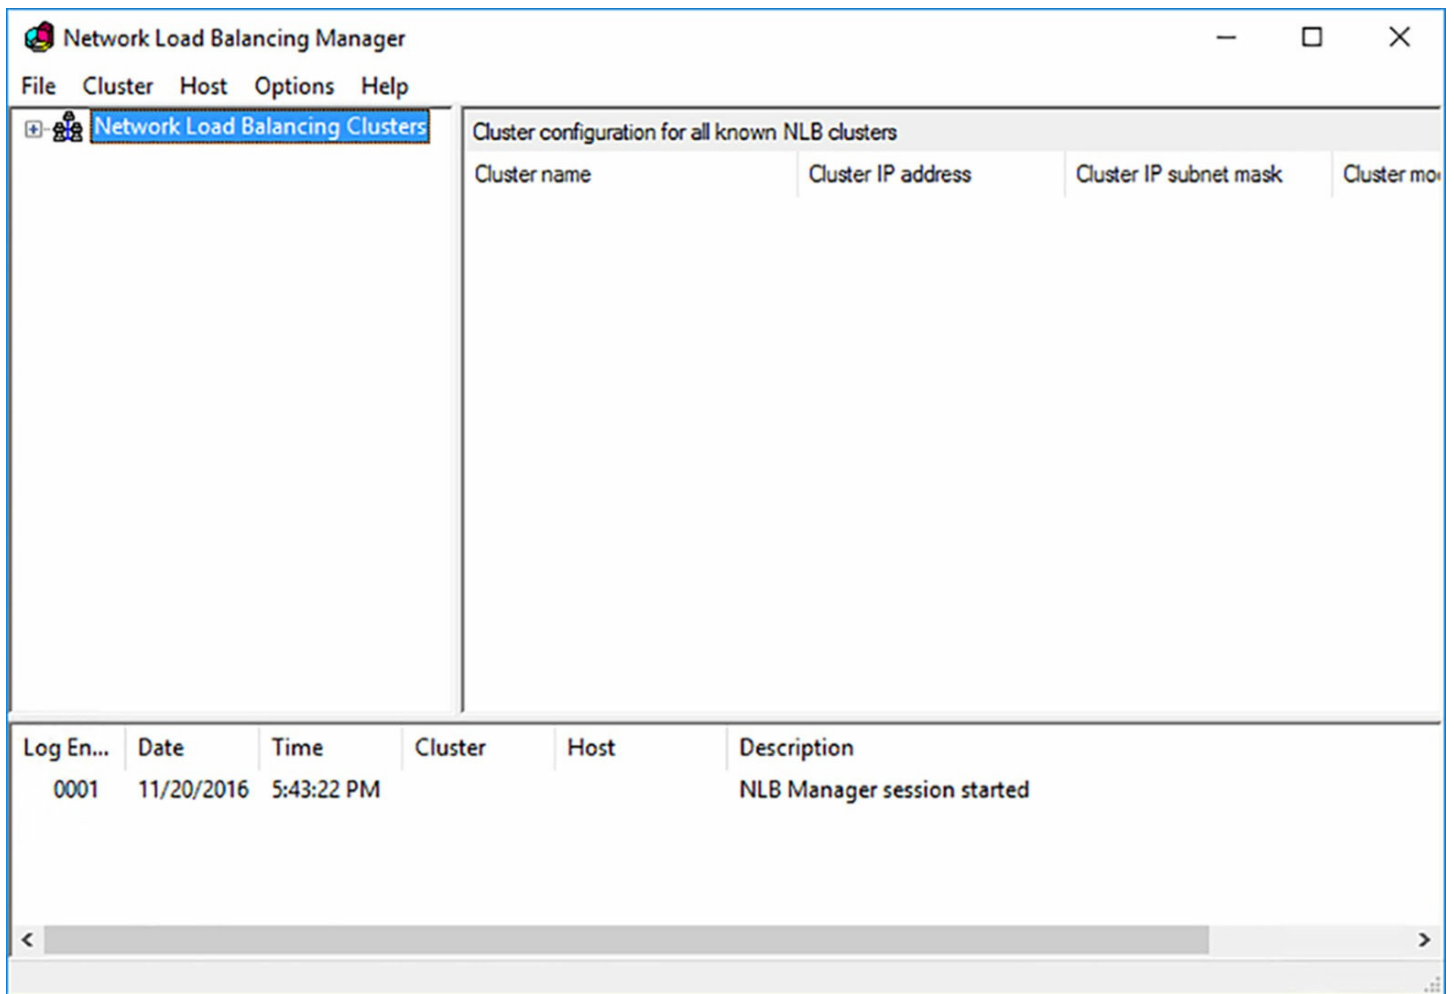 Network Load Balancing Manager
File Cluster Host Options Help
Network Load Balancing Clusters
Cluster configuration for all known NLB clusters
Cluster name Cluster IP address Cluster IP subnet mask Cluster mo
Log En... Date Time Cluster Host Description
0001 11/20/2016 5:43:22 PM NLB Manager session started